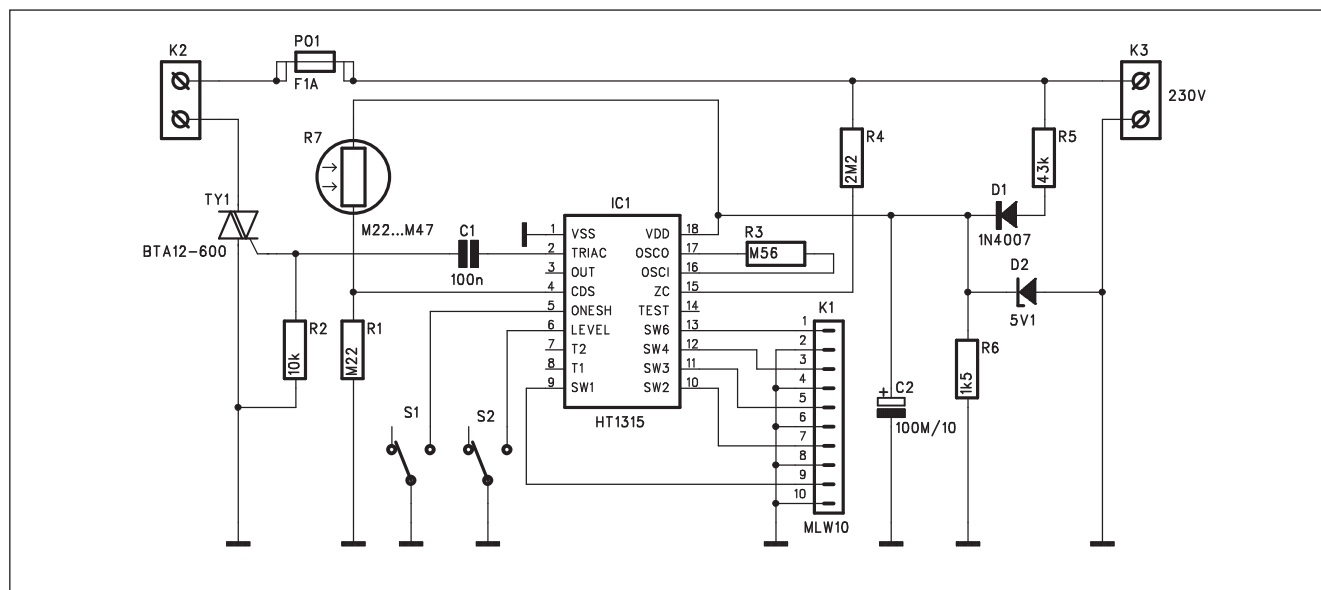 K2
PO1
F1A
K3
230V
R7
R4
2M2
R5
43k
TY1
BTA12-600
M22...M47
C1
100n
IC1
1 VSS VDD 18
2 TRIAC OSCO 17
3 OUT OSCI 16
4 CDS ZC 15
5 ONESH TEST 14
6 LEVEL SW6 13
7 T2 SW4 12
8 T1 SW3 11
9 SW1 SW2 10
HT1315
R3
M56
D1
1N4007
D2
5V1
R2
10k
R1
M22
S1
S2
K1
1
2
3
4
5
6
7
8
9
10
MLW10
+
C2
100M/10
R6
1k5